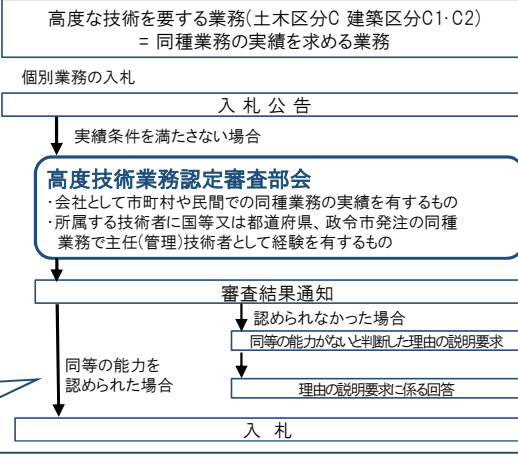 高度な技術を要する業務(土木区分C 建築区分C1・C2)
= 同種業務の実績を求める業務
個別業務の入札
入 札 公 告
実績条件を満たさない場合
高度技術業務認定審査部会
・会社として市町村や民間での同種業務の実績を有するもの
・所属する技術者に国等又は都道府県、政令市発注の同種
業務で主任(管理)技術者として経験を有するもの
審査結果通知
認められなかった場合
同等の能力がないと判断した理由の説明要求
同等の能力を
認められた場合
理由の説明要求に係る回答
入 札